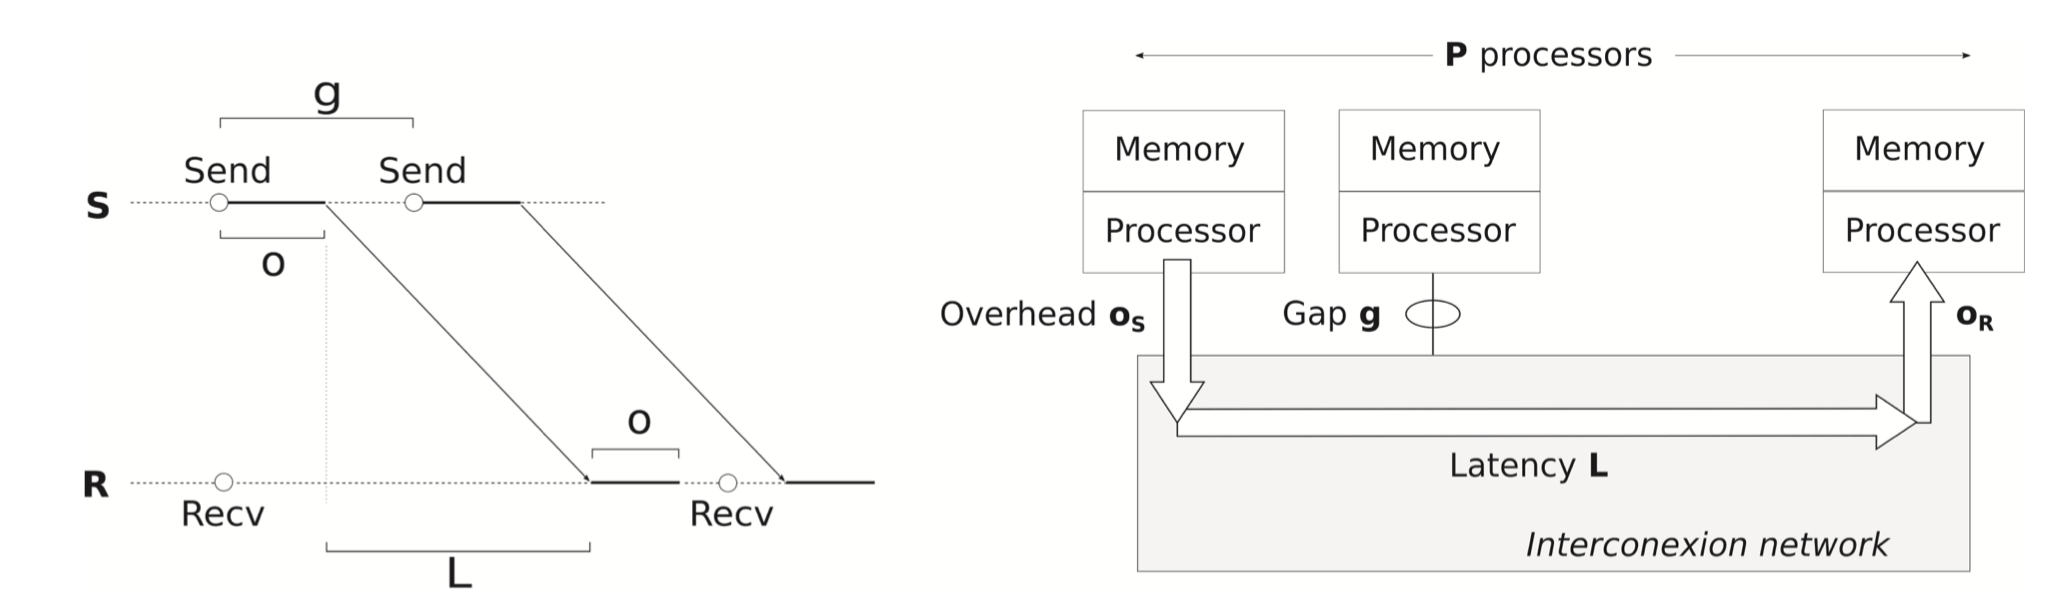 g
Send Send
S
o
o
R
Recv Recv
L
P processors
Memory Memory Memory
Processor Processor Processor
Overhead oS Gap g oR
Latency L
Interconexion network